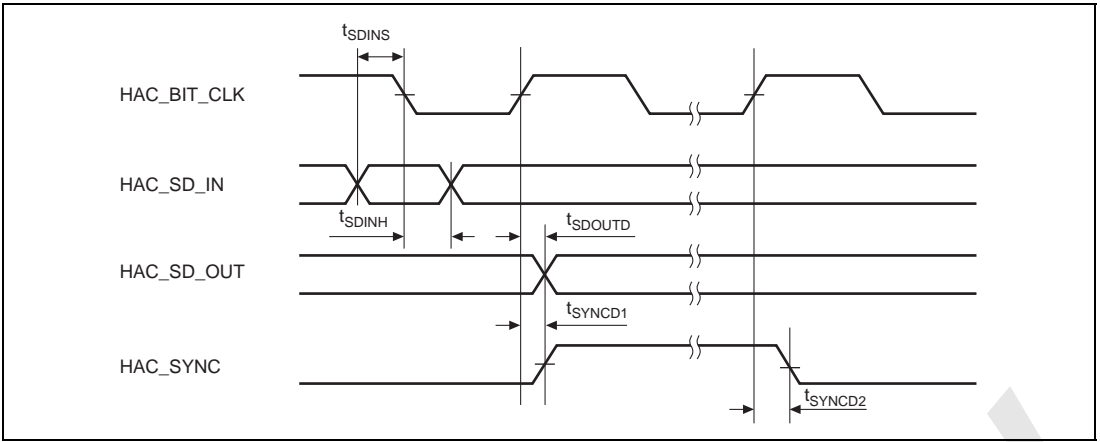 tSDINS
HAC_BIT_CLK
HAC_SD_IN
tSDINH
tSDOUTD
HAC_SD_OUT
tSYNCD1
HAC_SYNC
tSYNCD2